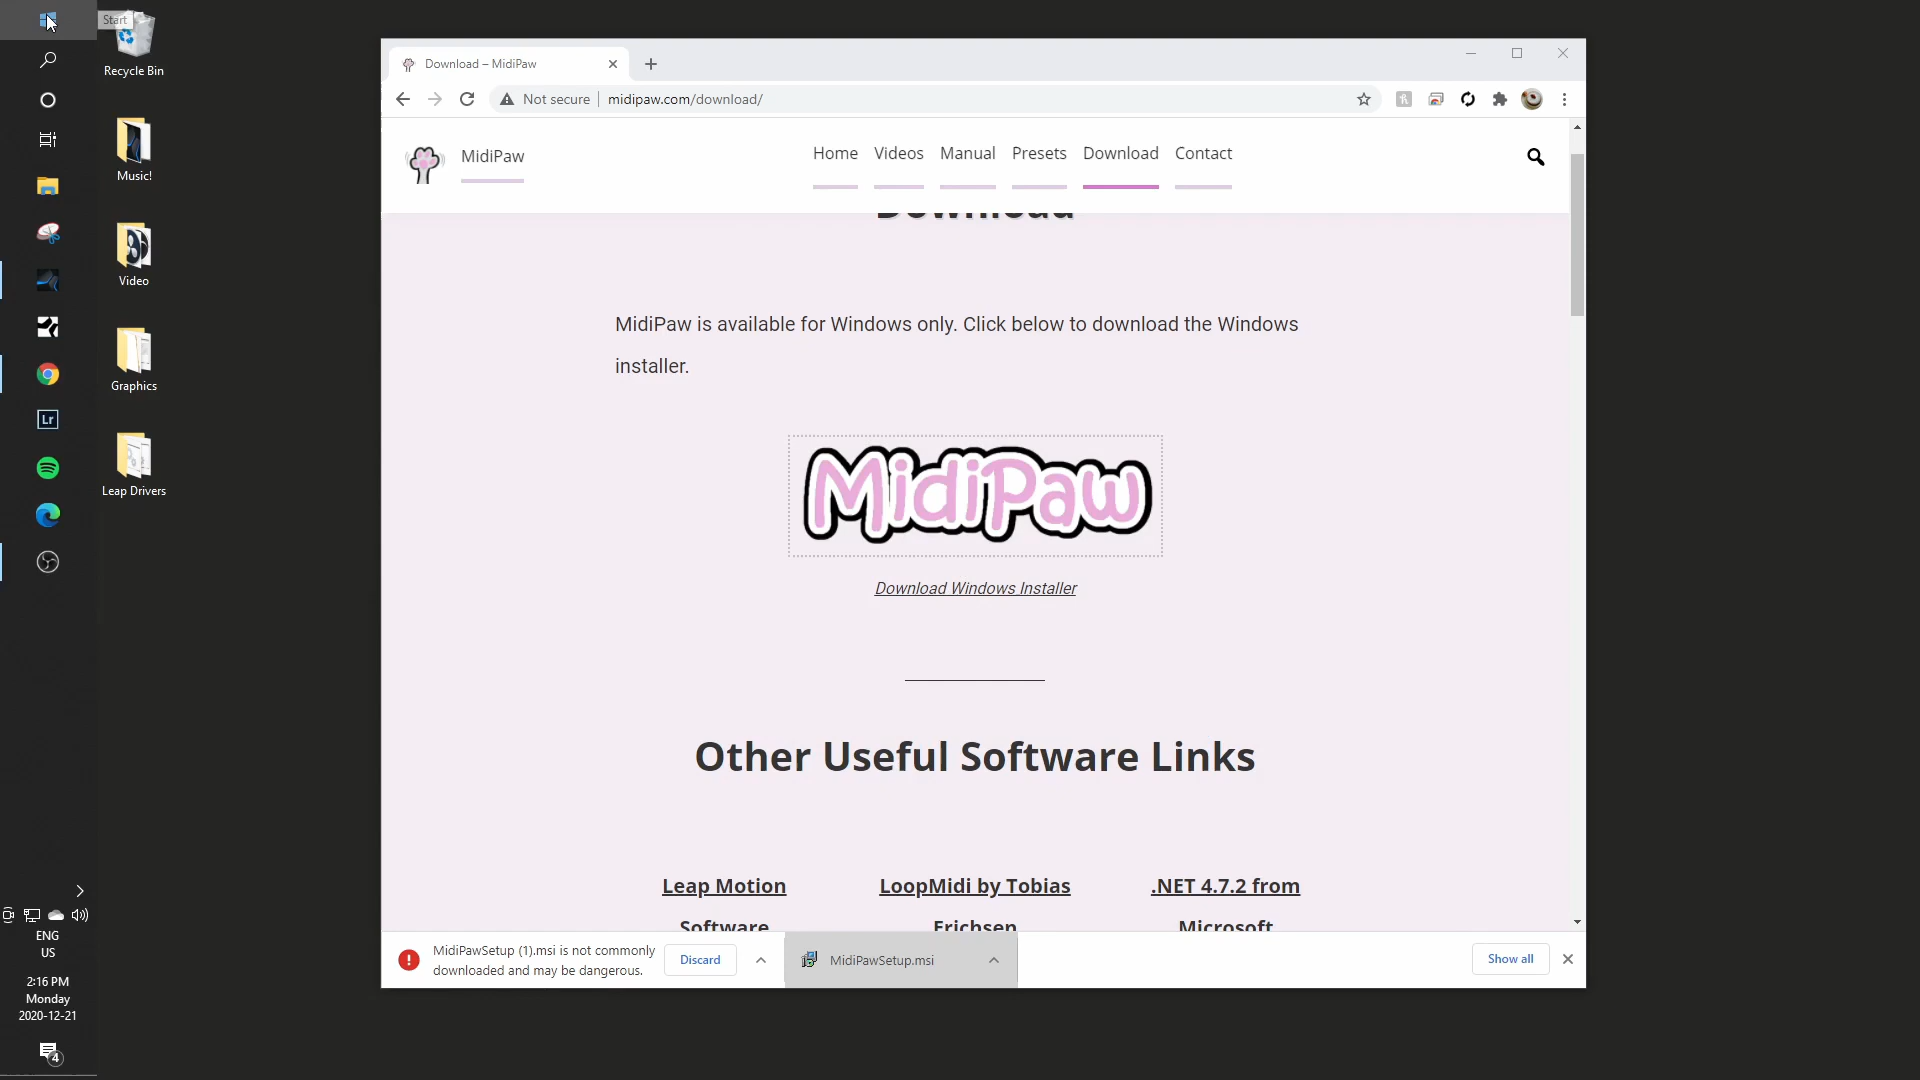 Start
Recycle Bin
Music!
Video
Graphics
Leap Drivers
Lr
ENG
US
2:16 PM
Monday
2020-12-21
4
Download – MidiPaw
Not secure
midipaw.com/download/
MidiPaw
Home
Videos
Manual
Presets
Download
Contact
Download
MidiPaw is available for Windows only. Click below to download the Windows
installer.
MidiPaw
Download Windows Installer
Other Useful Software Links
Leap Motion
Software
LoopMidi by Tobias
Erichsen
.NET 4.7.2 from
Microsoft
MidiPawSetup (1).msi is not commonly
downloaded and may be dangerous.
Discard
MidiPawSetup.msi
Show all